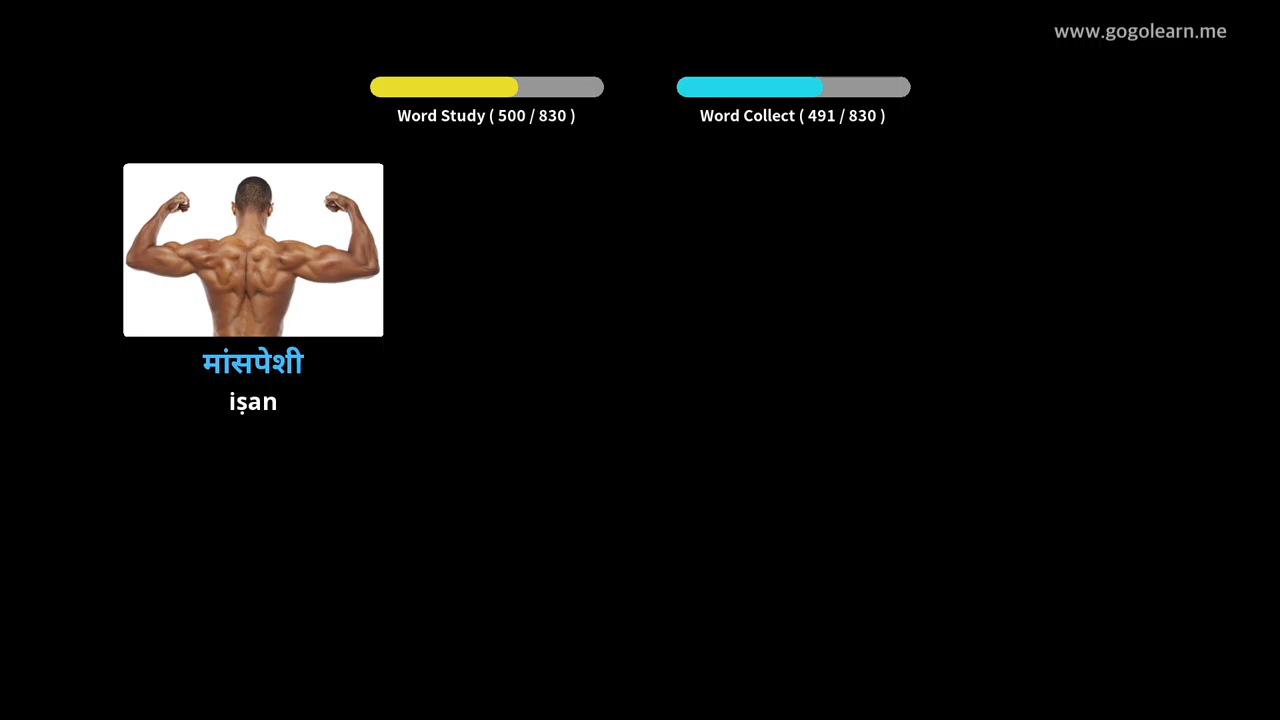 www.gogolearn.me
Word Study ( 500 / 830 )
Word Collect ( 491 / 830 )
मांसपेशी
iṣan